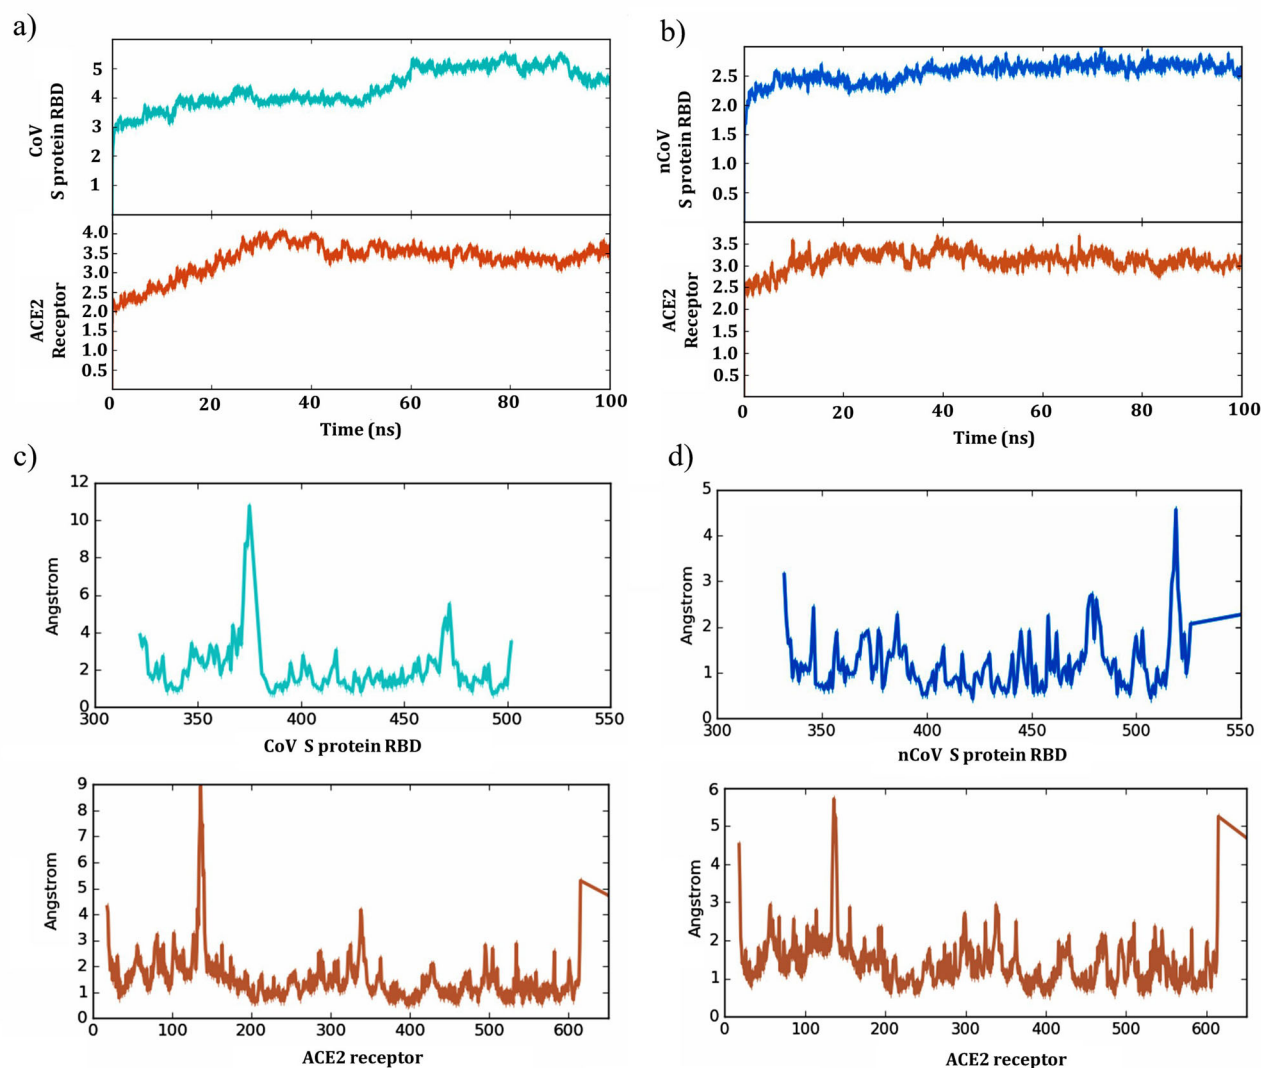 a)
5
4
3
2
1
CoV
S protein RBD
4.0
3.5
3.0
2.5
2.0
1.5
1.0
0.5
ACE2
Receptor
0 20 40 60 80 100
Time (ns)
b)
2.5
2.0
1.5
1.0
0.5
nCoV
S protein RBD
3.5
3.0
2.5
2.0
1.5
1.0
0.5
ACE2
Receptor
0 20 40 60 80 100
Time (ns)
c)
12
10
8
6
4
2
0
Angstrom
300 350 400 450 500 550
CoV S protein RBD
9
8
7
6
5
4
3
2
1
0
Angstrom
0 100 200 300 400 500 600
ACE2 receptor
d)
5
4
3
2
1
0
Angstrom
300 350 400 450 500 550
nCoV S protein RBD
6
5
4
3
2
1
0
Angstrom
0 100 200 300 400 500 600
ACE2 receptor